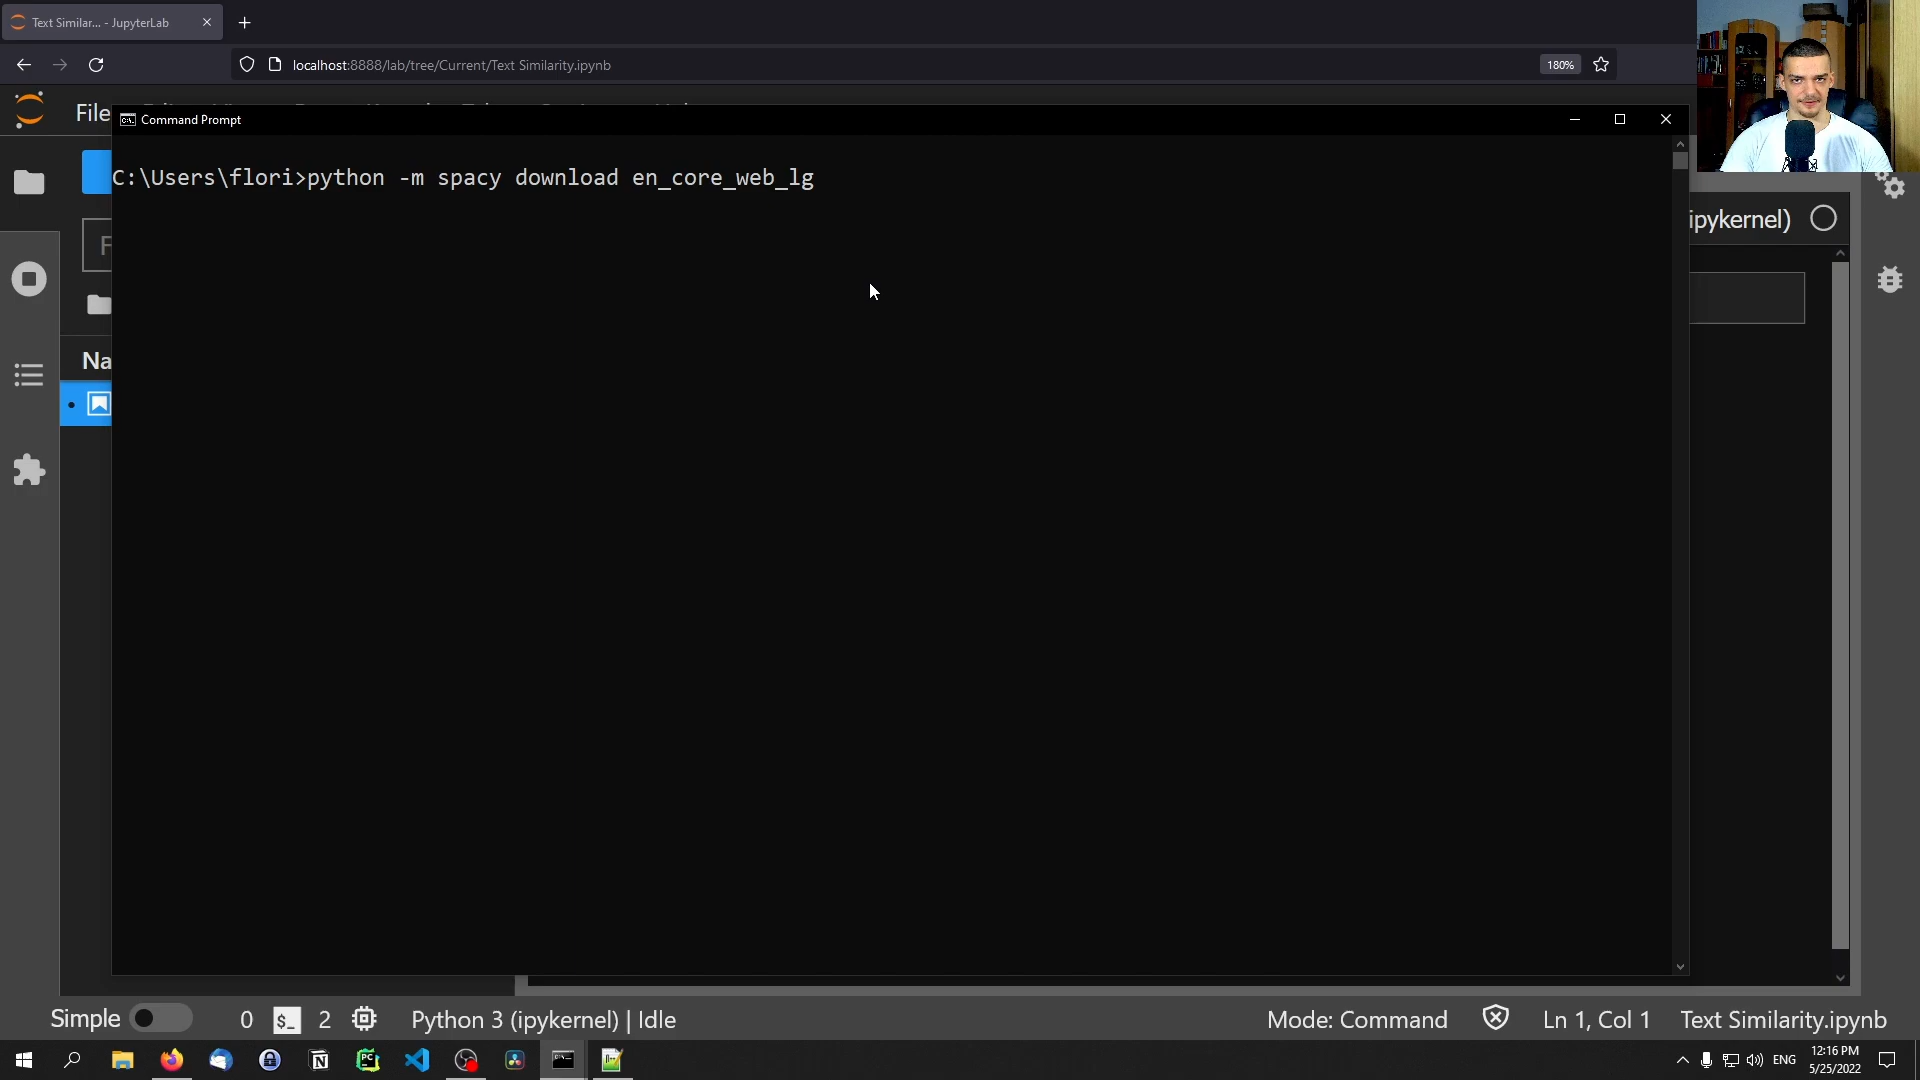 Text Similar... - JupyterLab
localhost:8888/lab/tree/Current/Text Similarity.ipynb
180%
File
Command Prompt
C:\Users\flori>python -m spacy download en_core_web_lg
ipykernel)
F
Na
Simple
0
$_
2
Python 3 (ipykernel) | Idle
Mode: Command
Ln 1, Col 1
Text Similarity.ipynb
ENG
12:16 PM
5/25/2022